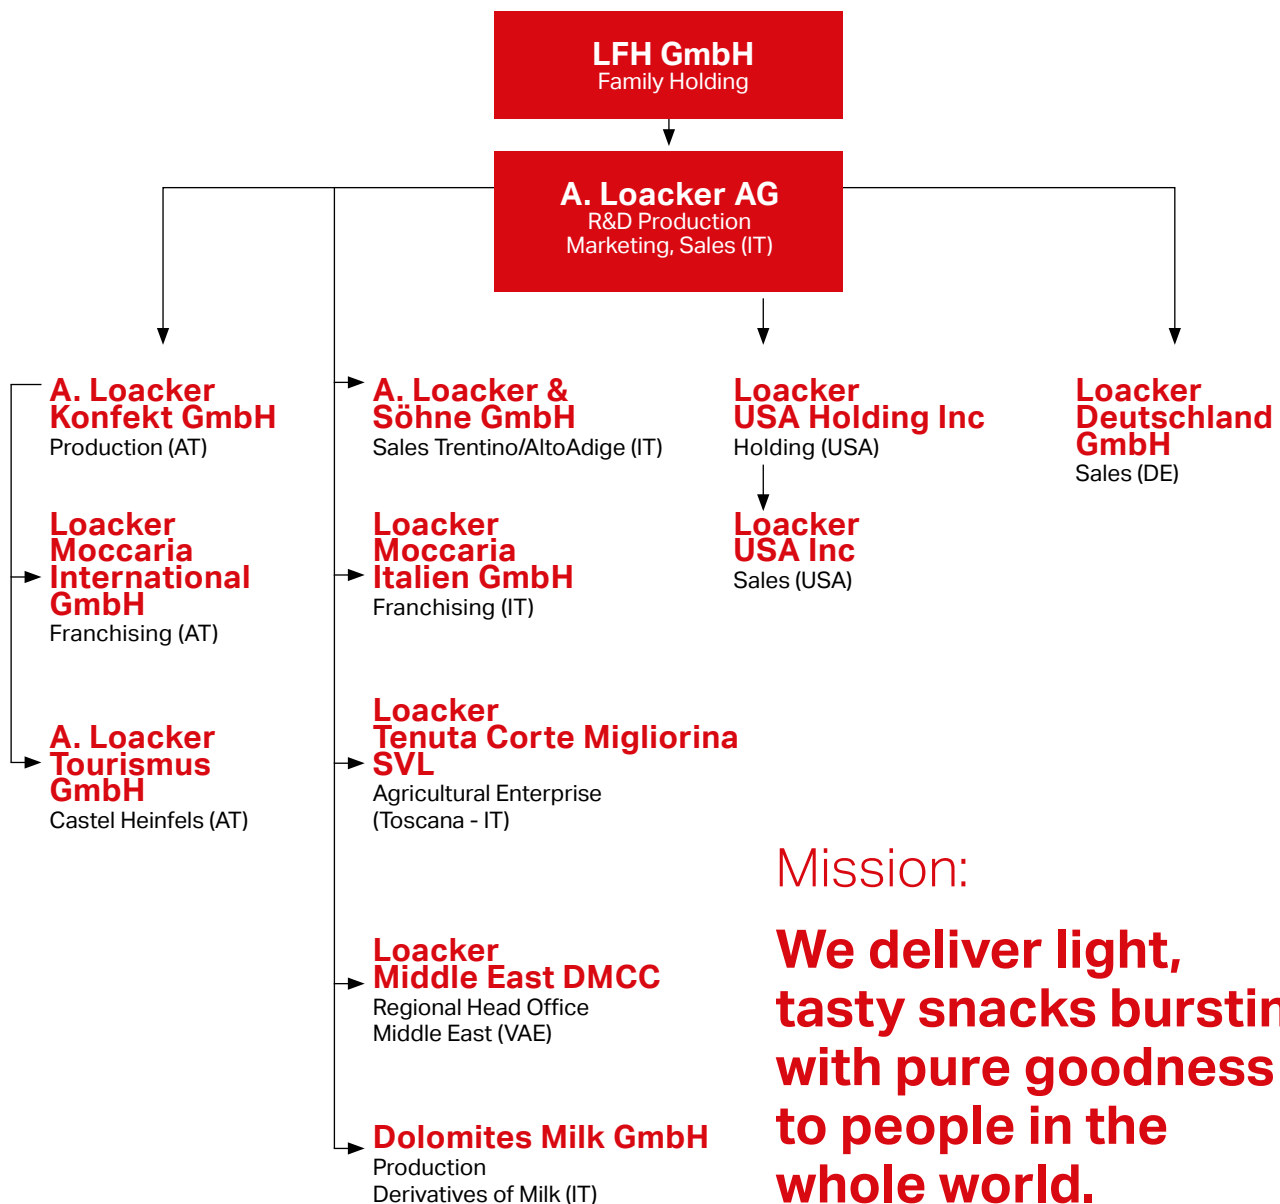 LFH GmbH
Family Holding
A. Loacker AG
R&D Production
Marketing, Sales (IT)
A. Loacker
Konfekt GmbH
Production (AT)
Loacker
Moccaria
International
GmbH
Franchising (AT)
A. Loacker
Tourismus
GmbH
Castel Heinfels (AT)
A. Loacker &
Söhne GmbH
Sales Trentino/AltoAdige (IT)
Loacker
Moccaria
Italien GmbH
Franchising (IT)
Loacker
Tenuta Corte Migliorina
SVL
Agricultural Enterprise
(Toscana - IT)
Loacker
Middle East DMCC
Regional Head Office
Middle East (VAE)
Dolomites Milk GmbH
Production
Derivatives of Milk (IT)
Loacker
USA Holding Inc
Holding (USA)
Loacker
USA Inc
Sales (USA)
Loacker
Deutschland
GmbH
Sales (DE)
Mission:
We deliver light,
tasty snacks burstin
with pure goodness
to people in the
whole world.